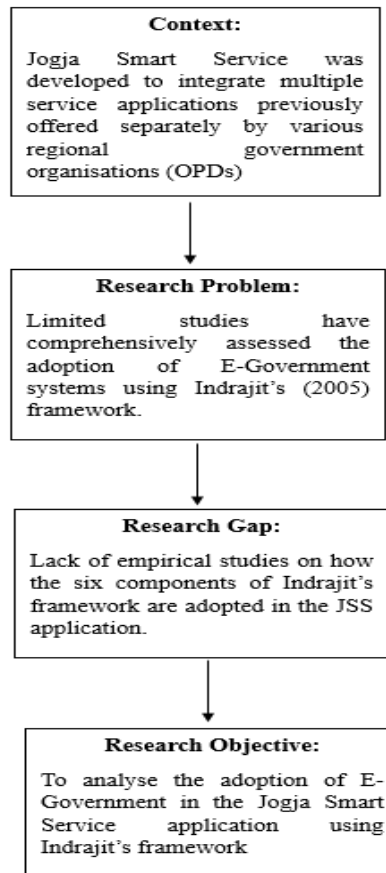 Context:
Jogja Smart Service was
developed to integrate multiple
service applications previously
offered separately by various
regional government
organisations (OPDs)
Research Problem:
Limited studies have
comprehensively assessed the
adoption of E-Government
systems using Indrajit's (2005)
framework.
Research Gap:
Lack of empirical studies on how
the six components of Indrajit's
framework are adopted in the JSS
application.
Research Objective:
To analyse the adoption of E-
Government in the Jogja Smart
Service application using
Indrajit's framework